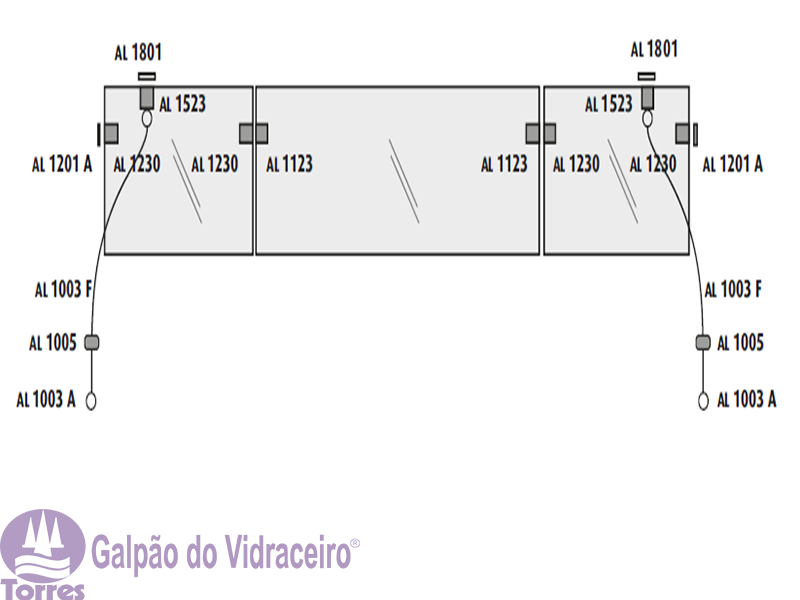 AL 1801 AL 1801
AL 1523 AL 1523
AL 1201 A AL 1230 AL 1230 AL 1123 AL 1123 AL 1230 AL 1230 AL 1201 A
AL 1003 F AL 1003 F
AL 1005 AL 1005
AL 1003 A AL 1003 A
Galpão do Vidraceiro®
Torres